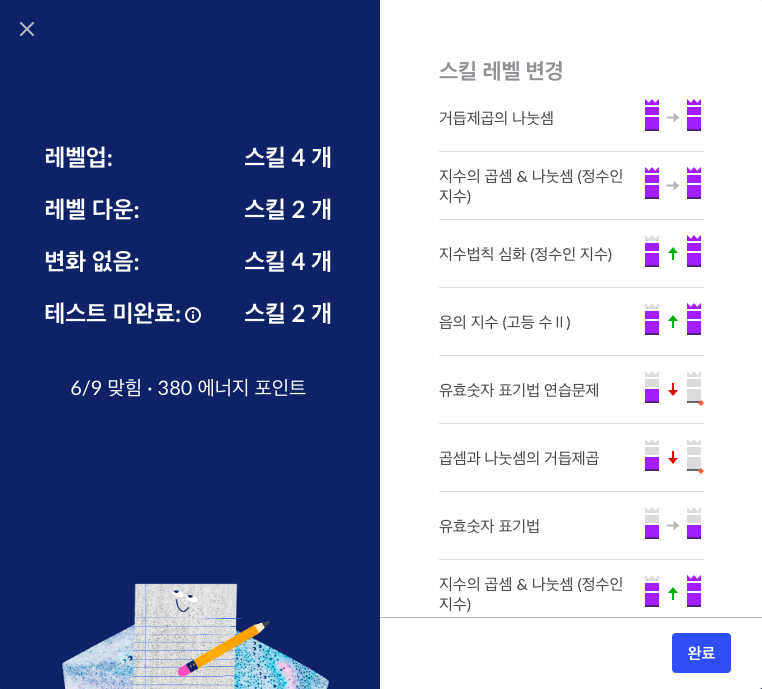 레벨업: 스킬 4 개
레벨 다운: 스킬 2 개
변화 없음: 스킬 4 개
테스트 미완료: 스킬 2 개
6/9 맞힘 · 380 에너지 포인트
스킬 레벨 변경
거듭제곱의 나눗셈
지수의 곱셈 & 나눗셈 (정수인
지수)
지수법칙 심화 (정수인 지수)
음의 지수 (고등 수Ⅱ)
유효숫자 표기법 연습문제
곱셈과 나눗셈의 거듭제곱
유효숫자 표기법
지수의 곱셈 & 나눗셈 (정수인
지수)
완료